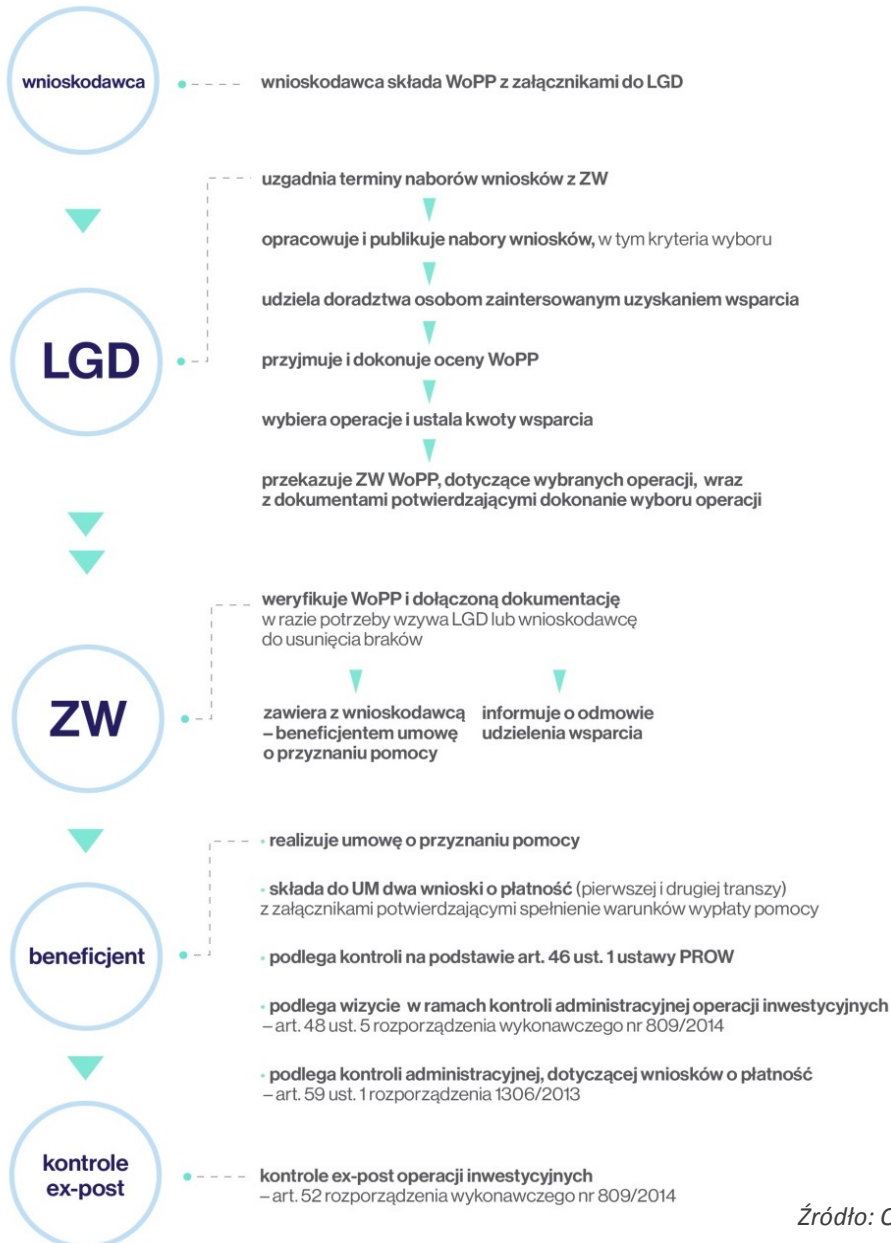 wnioskodawca
wnioskodawca składa WoPP z załącznikami do LGD
LGD
uzgadnia terminy naborów wniosków z ZW
opracowuje i publikuje nabory wniosków, w tym kryteria wyboru
udziela doradztwa osobom zaintersowanym uzyskaniem wsparcia
przyjmuje i dokonuje oceny WoPP
wybiera operacje i ustala kwoty wsparcia
przekazuje ZW WoPP, dotyczące wybranych operacji, wraz
z dokumentami potwierdzającymi dokonanie wyboru operacji
ZW
weryfikuje WoPP i dołączoną dokumentację
w razie potrzeby wzywa LGD lub wnioskodawcę
do usunięcia braków
zawiera z wnioskodawcą
– beneficjentem umowę
o przyznaniu pomocy
informuje o odmowie
udzielenia wsparcia
beneficjent
• realizuje umowę o przyznaniu pomocy
• składa do UM dwa wnioski o płatność (pierwszej i drugiej transzy)
z załącznikami potwierdzającymi spełnienie warunków wypłaty pomocy
• podlega kontroli na podstawie art. 46 ust. 1 ustawy PROW
• podlega wizycie w ramach kontroli administracyjnej operacji inwestycyjnych
– art. 48 ust. 5 rozporządzenia wykonawczego nr 809/2014
• podlega kontroli administracyjnej, dotyczącej wniosków o płatność
– art. 59 ust. 1 rozporządzenia 1306/2013
kontrole
ex-post
kontrole ex-post operacji inwestycyjnych
– art. 52 rozporządzenia wykonawczego nr 809/2014
Źródło: